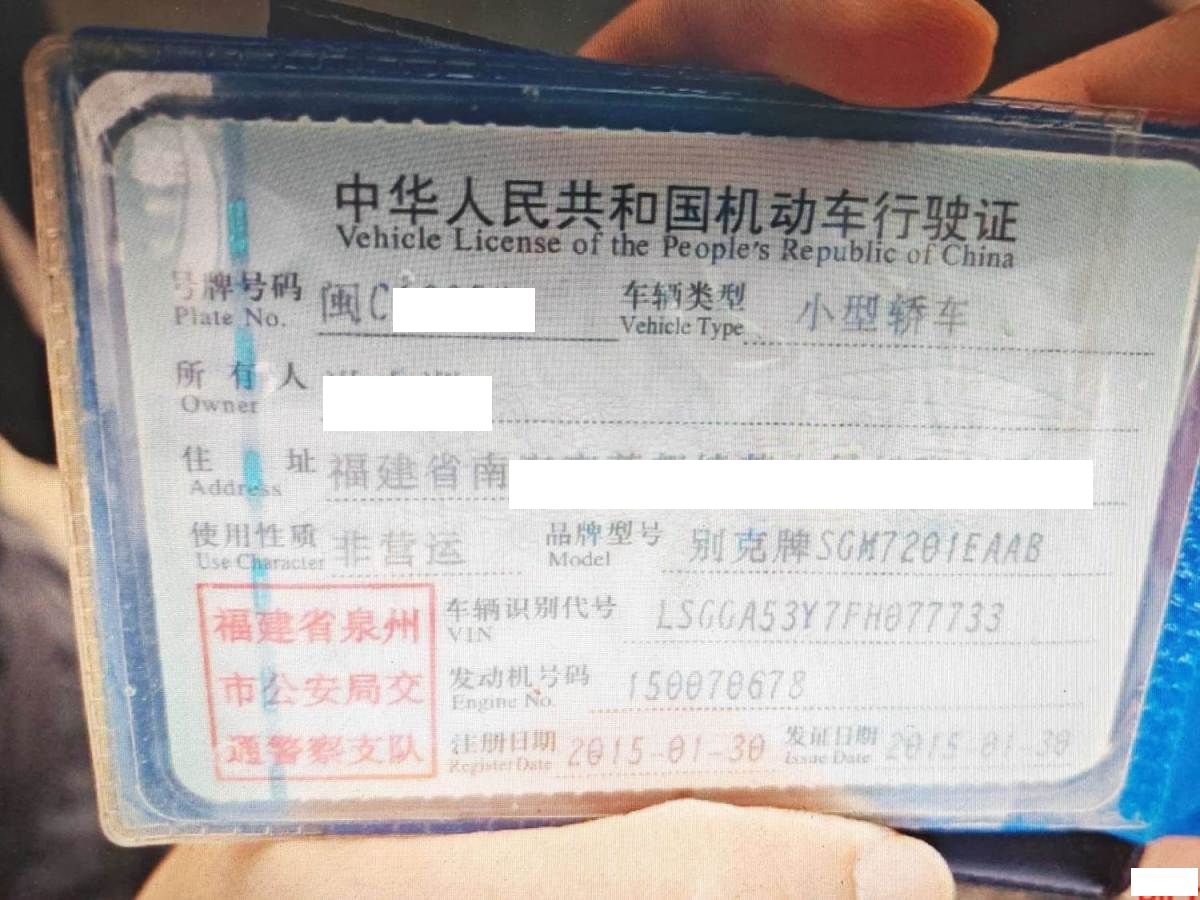 中华人民共和国机动车行驶证
Vehicle License of the People's Republic of China
号牌号码 闽C 车辆类型 小型轿车
Plate No. Vehicle Type
所有人
Owner
住址 福建省南
Address
使用性质 非营运 品牌型号 别克牌SGM7201EAAB
Use Character Model
福建省泉州 车辆识别代号 LSGGA53Y7FH077733
VIN
市公安局交 发动机号码 150070678
Engine No.
通警察支队 注册日期 2015-01-30 发证日期 2015-01-30
Register Date Issue Date